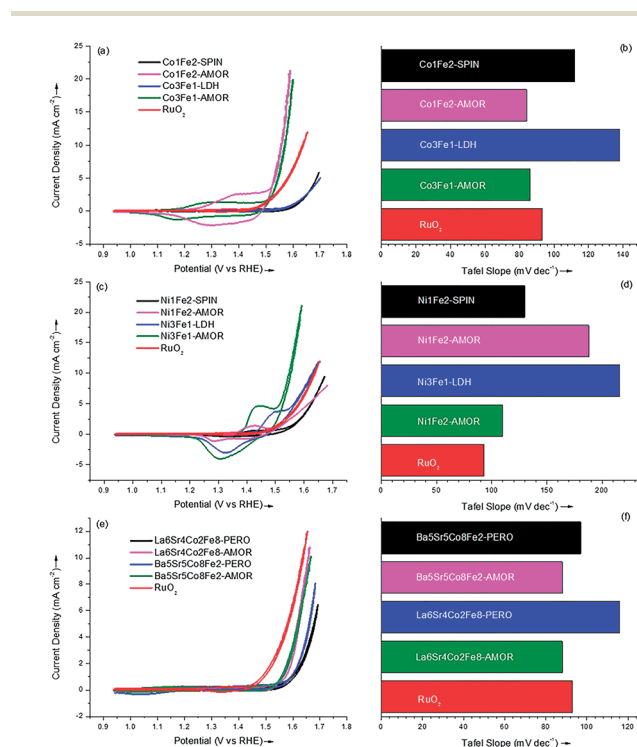 (a)
Co1Fe2-SPIN
Co1Fe2-AMOR
Co3Fe1-LDH
Co3Fe1-AMOR
RuO₂
Current Density (mA cm⁻²)→
25
20
15
10
5
0
-5
0.8 0.9 1.0 1.1 1.2 1.3 1.4 1.5 1.6 1.7 1.8
Potential (V vs RHE)→
(b)
Co1Fe2-SPIN
Co1Fe2-AMOR
Co3Fe1-LDH
Co3Fe1-AMOR
RuO₂
0 20 40 60 80 100 120 140
Tafel Slope (mV dec⁻¹)→
(c)
Ni1Fe2-SPIN
Ni1Fe2-AMOR
Ni3Fe1-LDH
Ni3Fe1-AMOR
RuO₂
Current Density (mA cm⁻²)→
25
20
15
10
5
0
-5
0.8 0.9 1.0 1.1 1.2 1.3 1.4 1.5 1.6 1.7 1.8
Potential (V vs RHE)→
(d)
Ni1Fe2-SPIN
Ni1Fe2-AMOR
Ni3Fe1-LDH
Ni1Fe2-AMOR
RuO₂
0 50 100 150 200
Tafel Slope (mV dec⁻¹)→
(e)
La6Sr4Co2Fe8-PERO
La6Sr4Co2Fe8-AMOR
Ba5Sr5Co8Fe2-PERO
Ba5Sr5Co8Fe2-AMOR
RuO₂
Current Density (mA cm⁻²)→
12
10
8
6
4
2
0
-2
0.8 0.9 1.0 1.1 1.2 1.3 1.4 1.5 1.6 1.7 1.8
Potential (V vs RHE)→
(f)
Ba5Sr5Co8Fe2-PERO
Ba5Sr5Co8Fe2-AMOR
La6Sr4Co2Fe8-PERO
La6Sr4Co2Fe8-AMOR
RuO₂
0 20 40 60 80 100 120
Tafel Slope (mV dec⁻¹)→